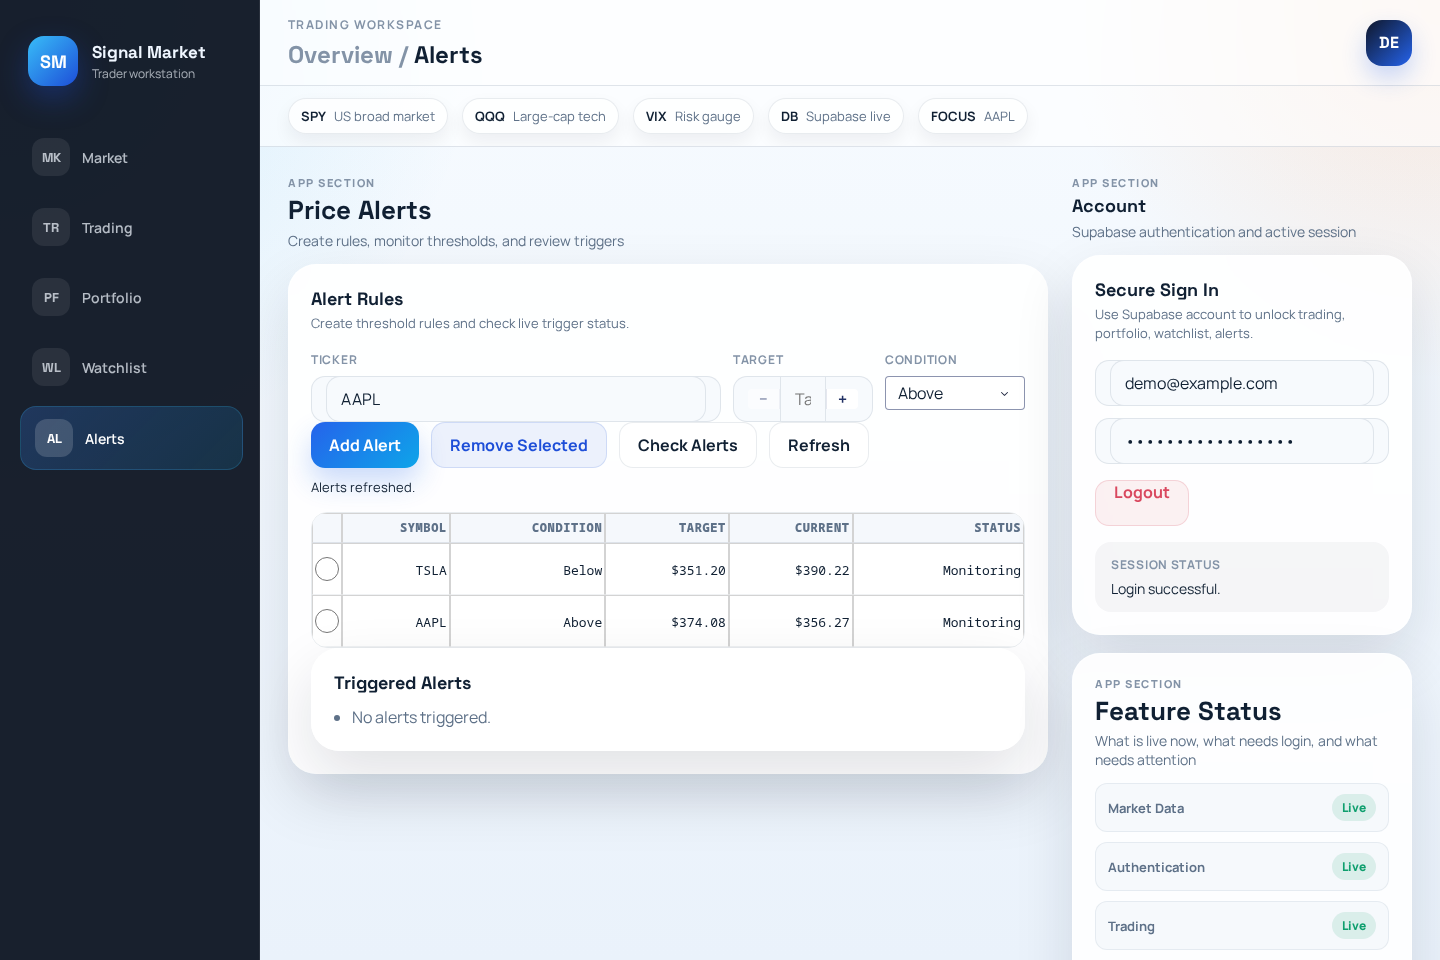 SM
Signal Market
Trader workstation
MK Market
TR Trading
PF Portfolio
WL Watchlist
AL Alerts
TRADING WORKSPACE
Overview / Alerts
DE
SPY US broad market
QQQ Large-cap tech
VIX Risk gauge
DB Supabase live
FOCUS AAPL
APP SECTION
Price Alerts
Create rules, monitor thresholds, and review triggers
Alert Rules
Create threshold rules and check live trigger status.
TICKER TARGET CONDITION
AAPL − Ta + Above
Add Alert Remove Selected Check Alerts Refresh
Alerts refreshed.
SYMBOL CONDITION TARGET CURRENT STATUS
TSLA Below $351.20 $390.22 Monitoring
AAPL Above $374.08 $356.27 Monitoring
Triggered Alerts
• No alerts triggered.
APP SECTION
Account
Supabase authentication and active session
Secure Sign In
Use Supabase account to unlock trading,
portfolio, watchlist, alerts.
demo@example.com
•••••••••••••••••
Logout
SESSION STATUS
Login successful.
APP SECTION
Feature Status
What is live now, what needs login, and what
needs attention
Market Data Live
Authentication Live
Trading Live